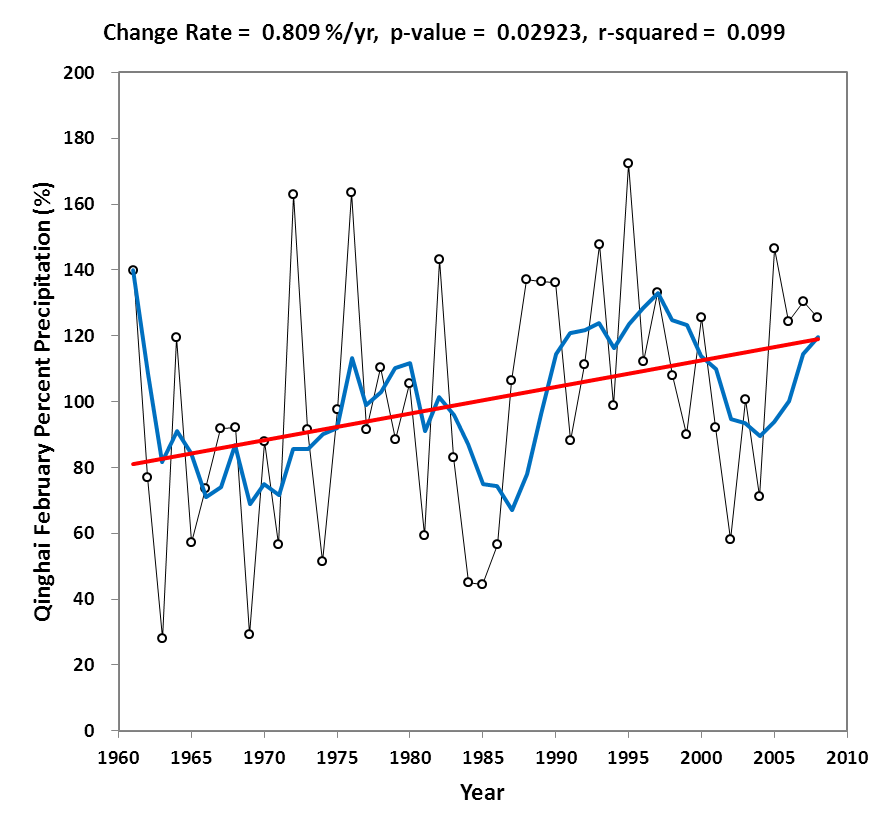 Change Rate = 0.809 %/yr, p-value = 0.02923, r-squared = 0.099
200
180
160
140
120
100
80
60
40
20
0
Qinghai February Percent Precipitation (%)
1960 1965 1970 1975 1980 1985 1990 1995 2000 2005 2010
Year